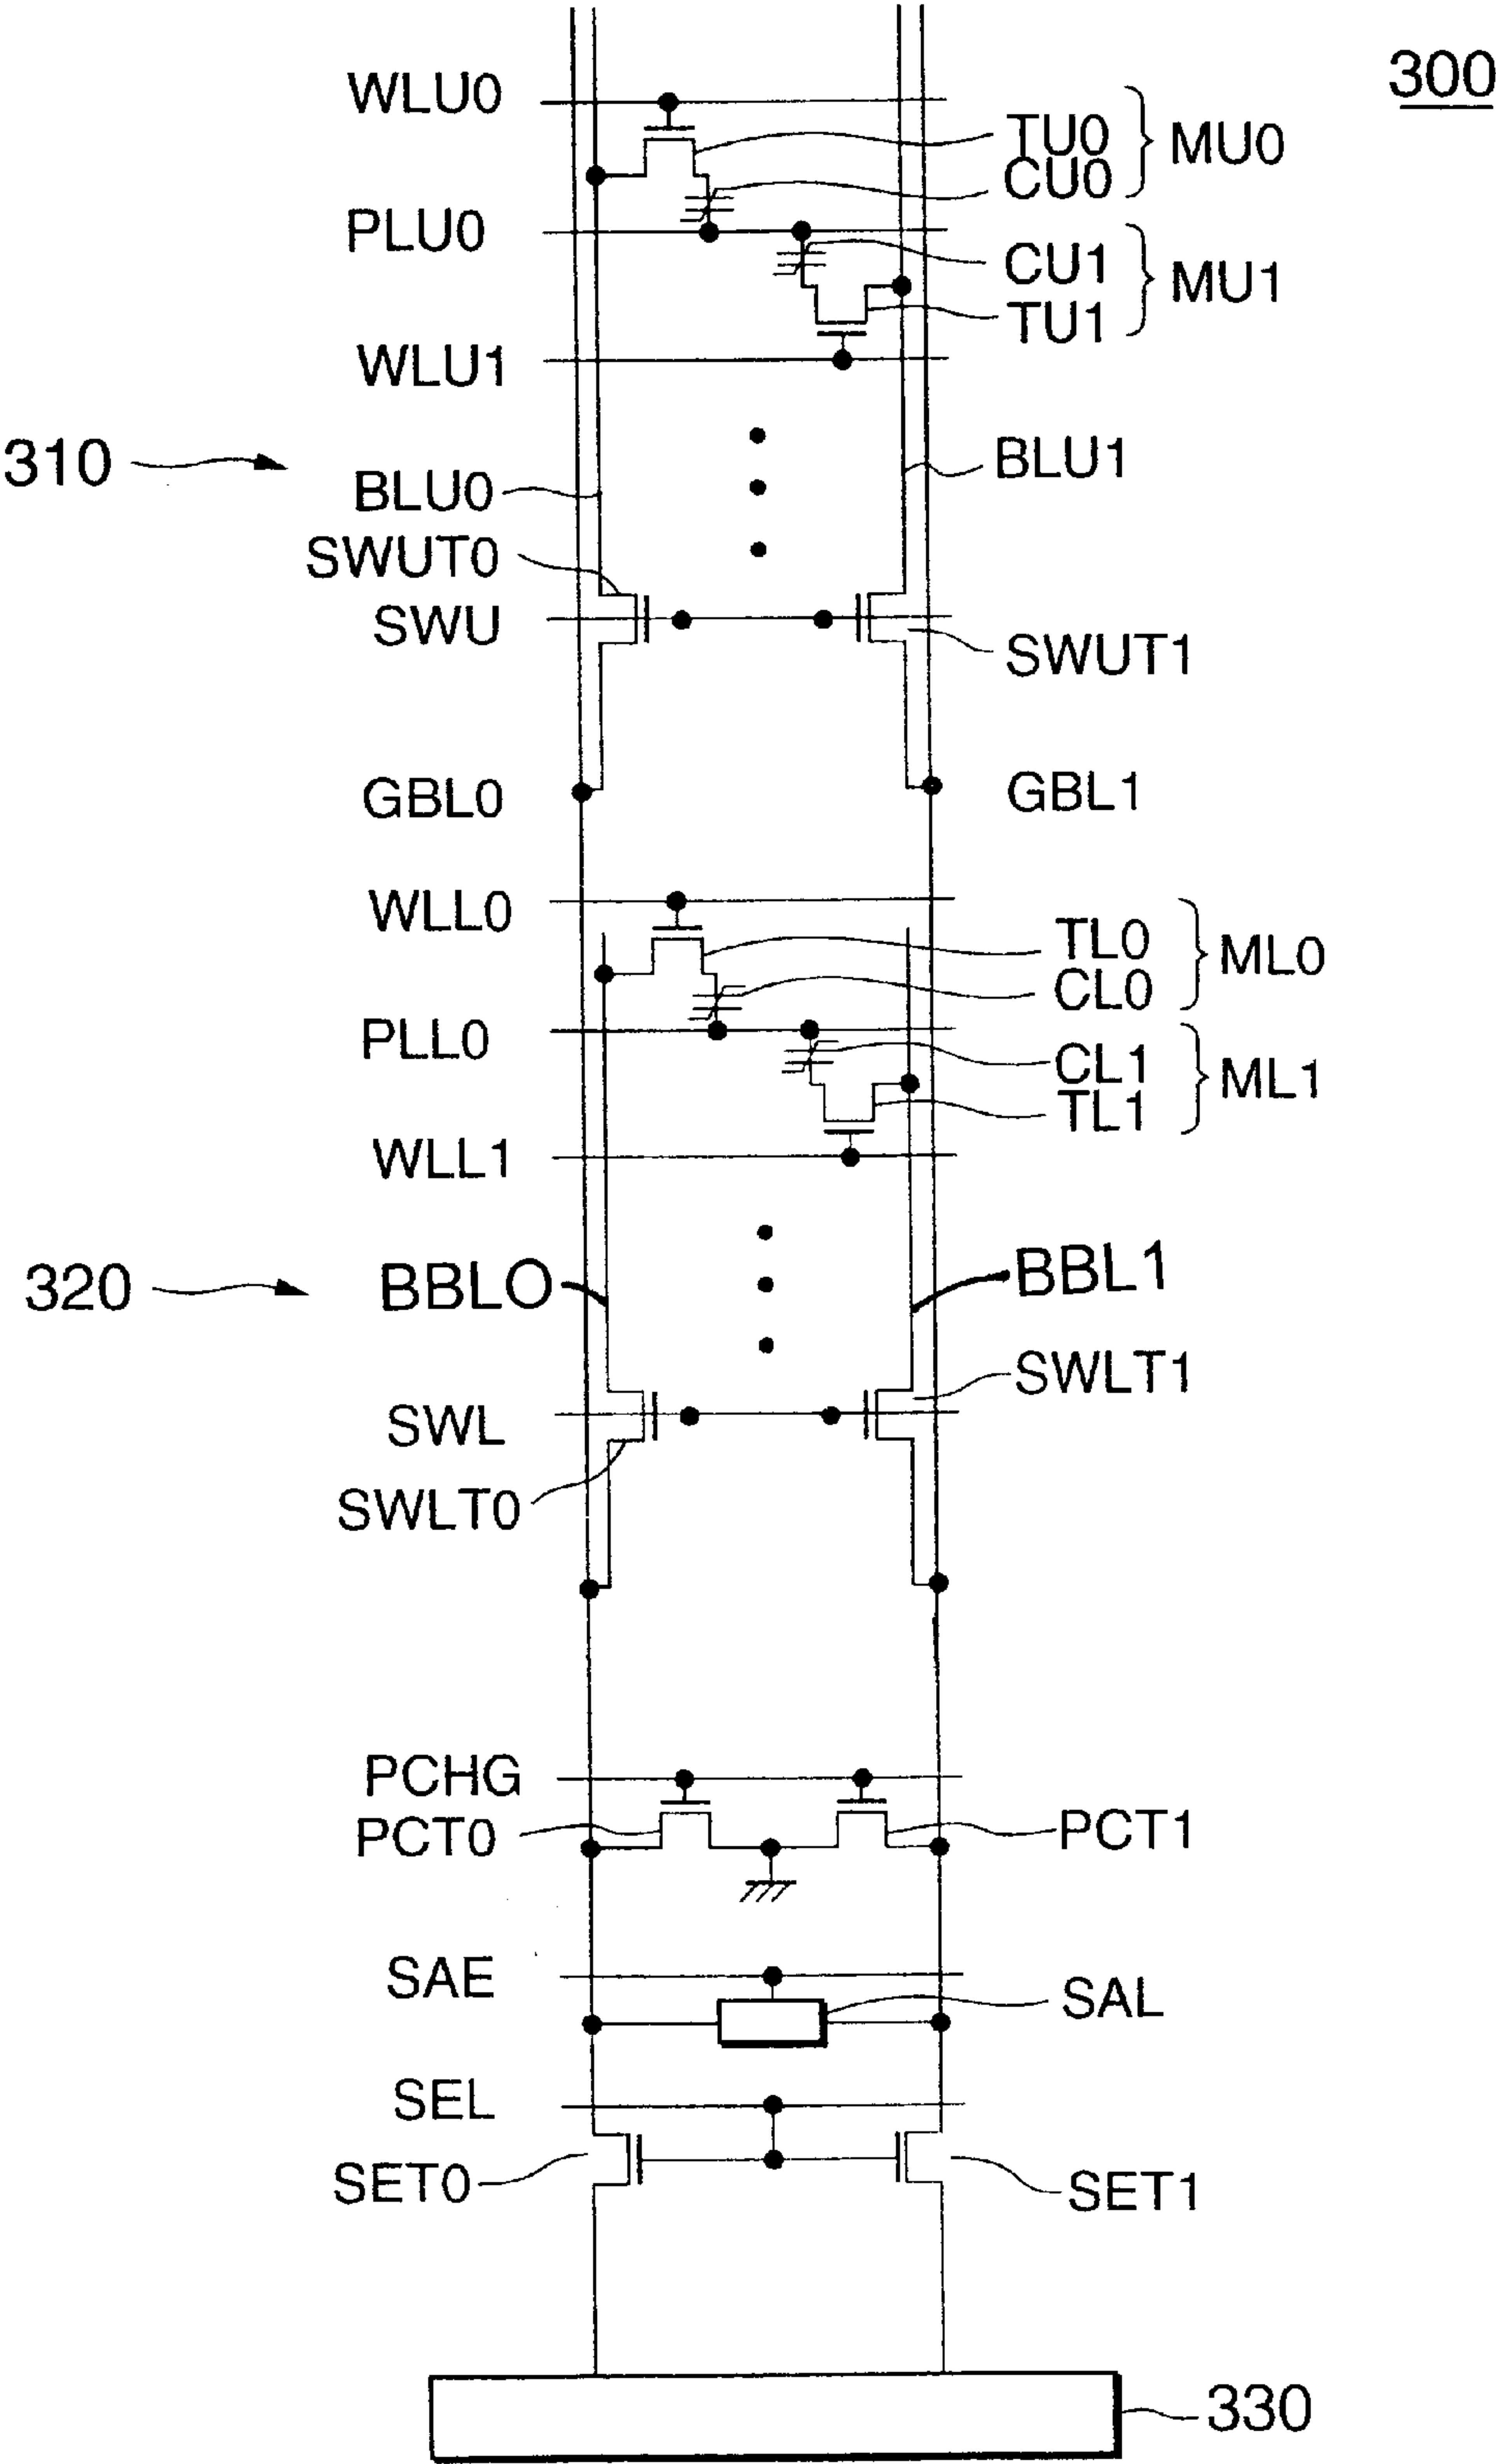 300
WLU0
TU0
CU0
MU0
PLU0
CU1
TU1
MU1
WLU1
310
BLU0
BLU1
SWUT0
SWU
SWUT1
GBL0
GBL1
WLL0
TL0
CL0
ML0
PLL0
CL1
TL1
ML1
WLL1
320
BBLO
BBL1
SWLT1
SWL
SWLT0
PCHG
PCT0
PCT1
SAE
SAL
SEL
SET0
SET1
330